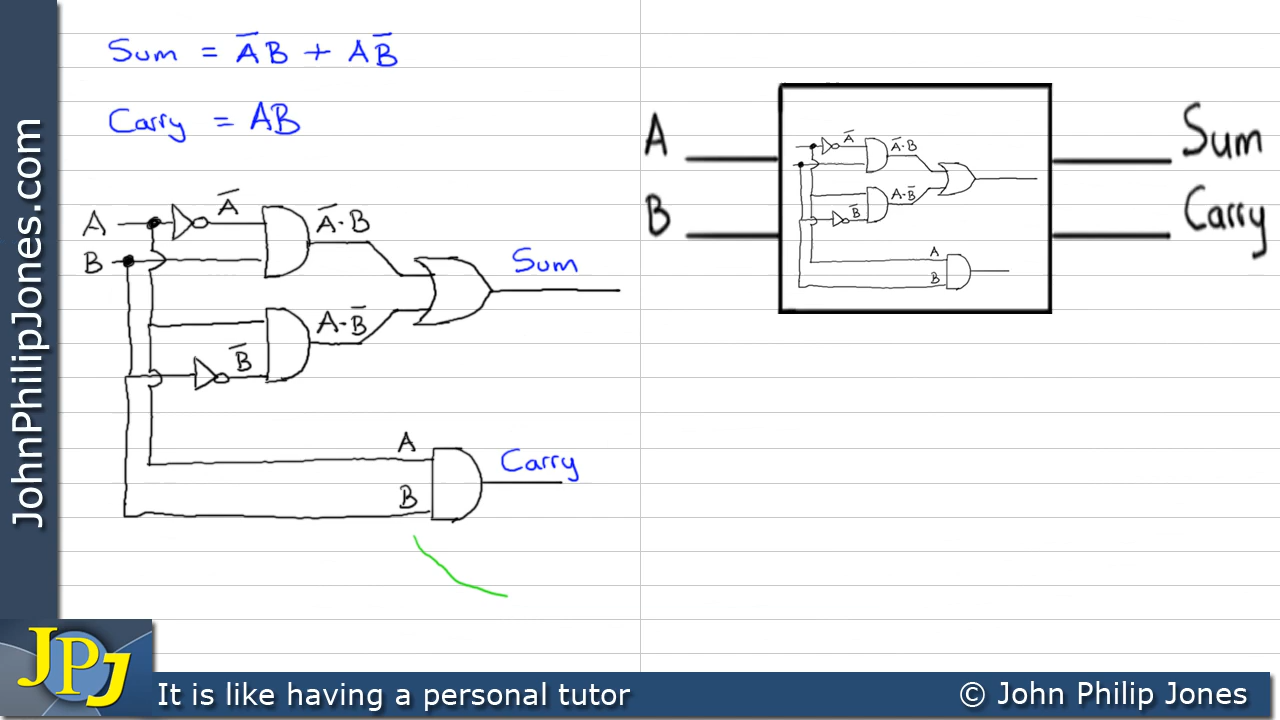 Sum = A̅B + AB̅
Carry = AB
A
A̅
A̅·B
B
Sum
A·B̅
B̅
A
Carry
B
A
B
A̅
A̅·B
A·B̅
B̅
A
B
Sum
Carry
JohnPhilipJones.com
JPJ
It is like having a personal tutor
© John Philip Jones